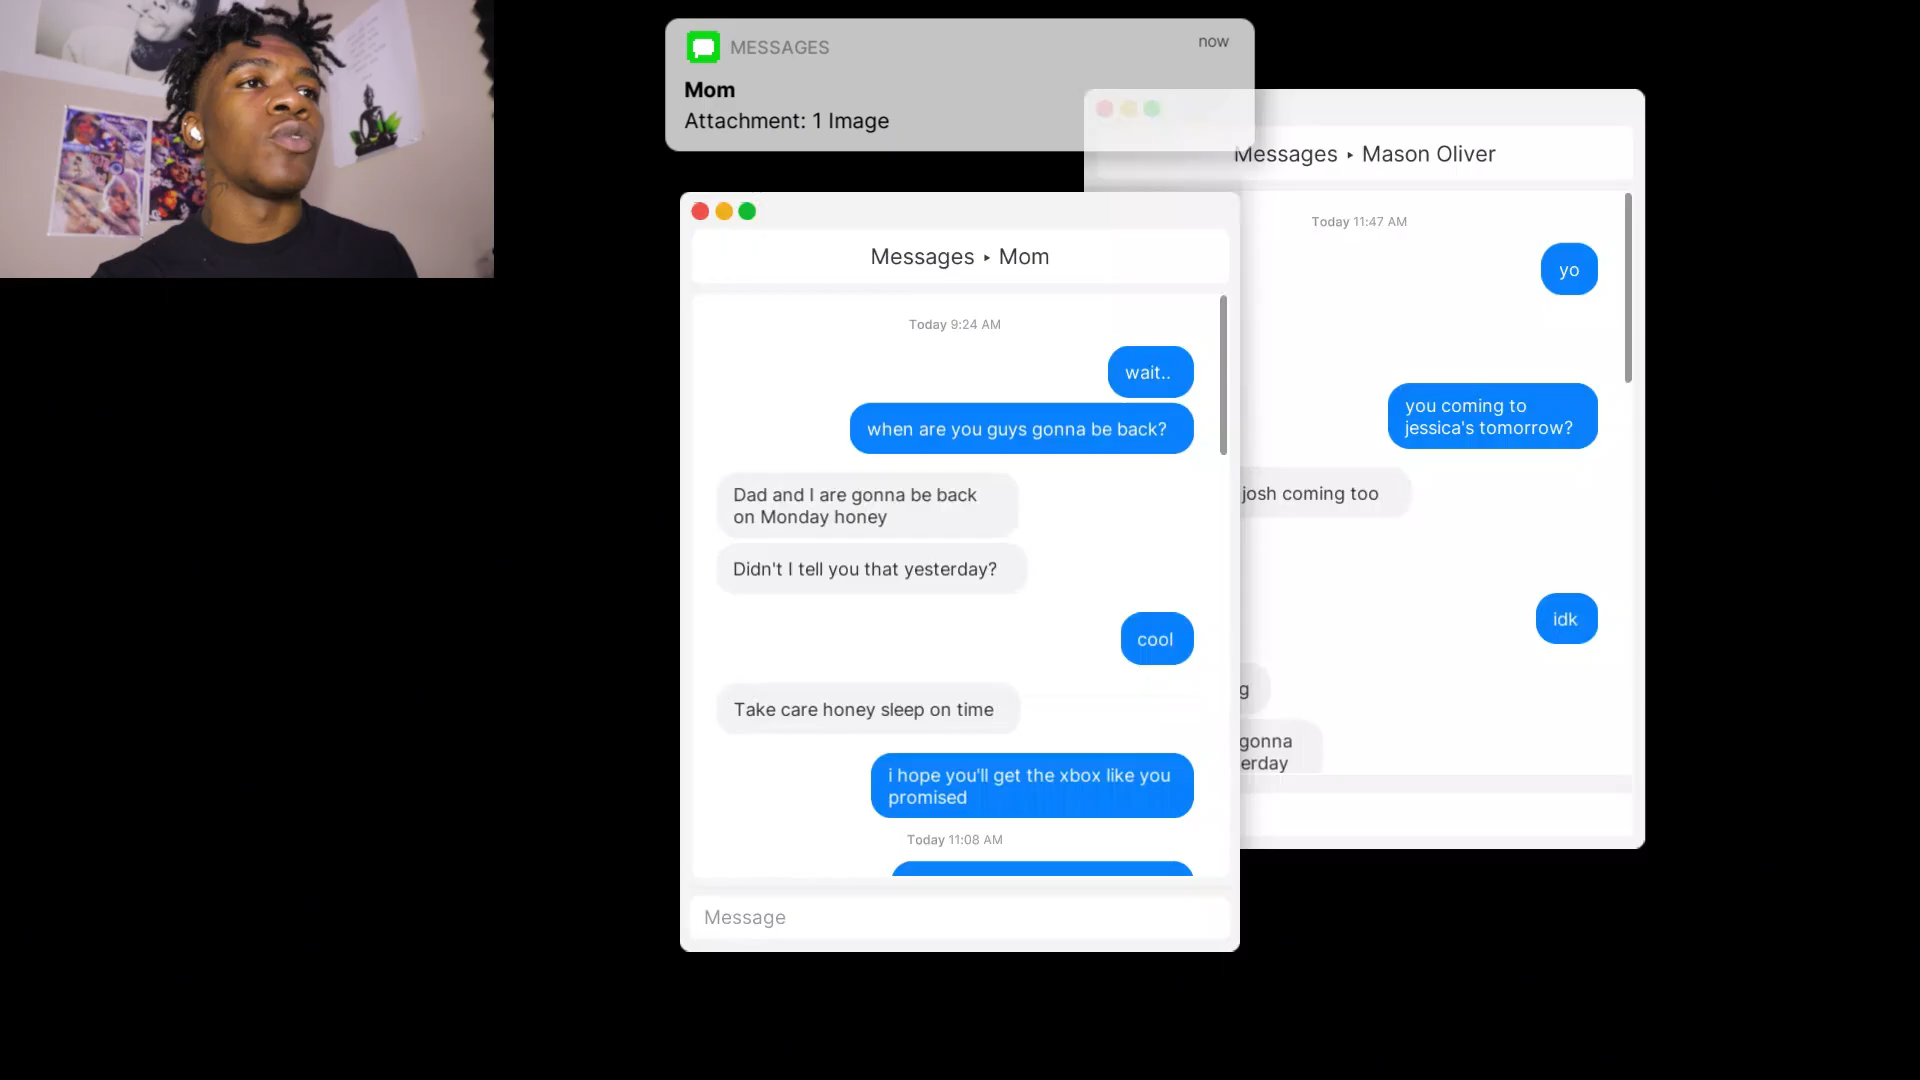 MESSAGES
now
Mom
Attachment: 1 Image
Messages ▸ Mom
Today 9:24 AM
wait..
when are you guys gonna be back?
Dad and I are gonna be back
on Monday honey
Didn't I tell you that yesterday?
cool
Take care honey sleep on time
i hope you'll get the xbox like you
promised
Today 11:08 AM
Message
Messages ▸ Mason Oliver
Today 11:47 AM
yo
you coming to
jessica's tomorrow?
josh coming too
idk
g
gonna
erday